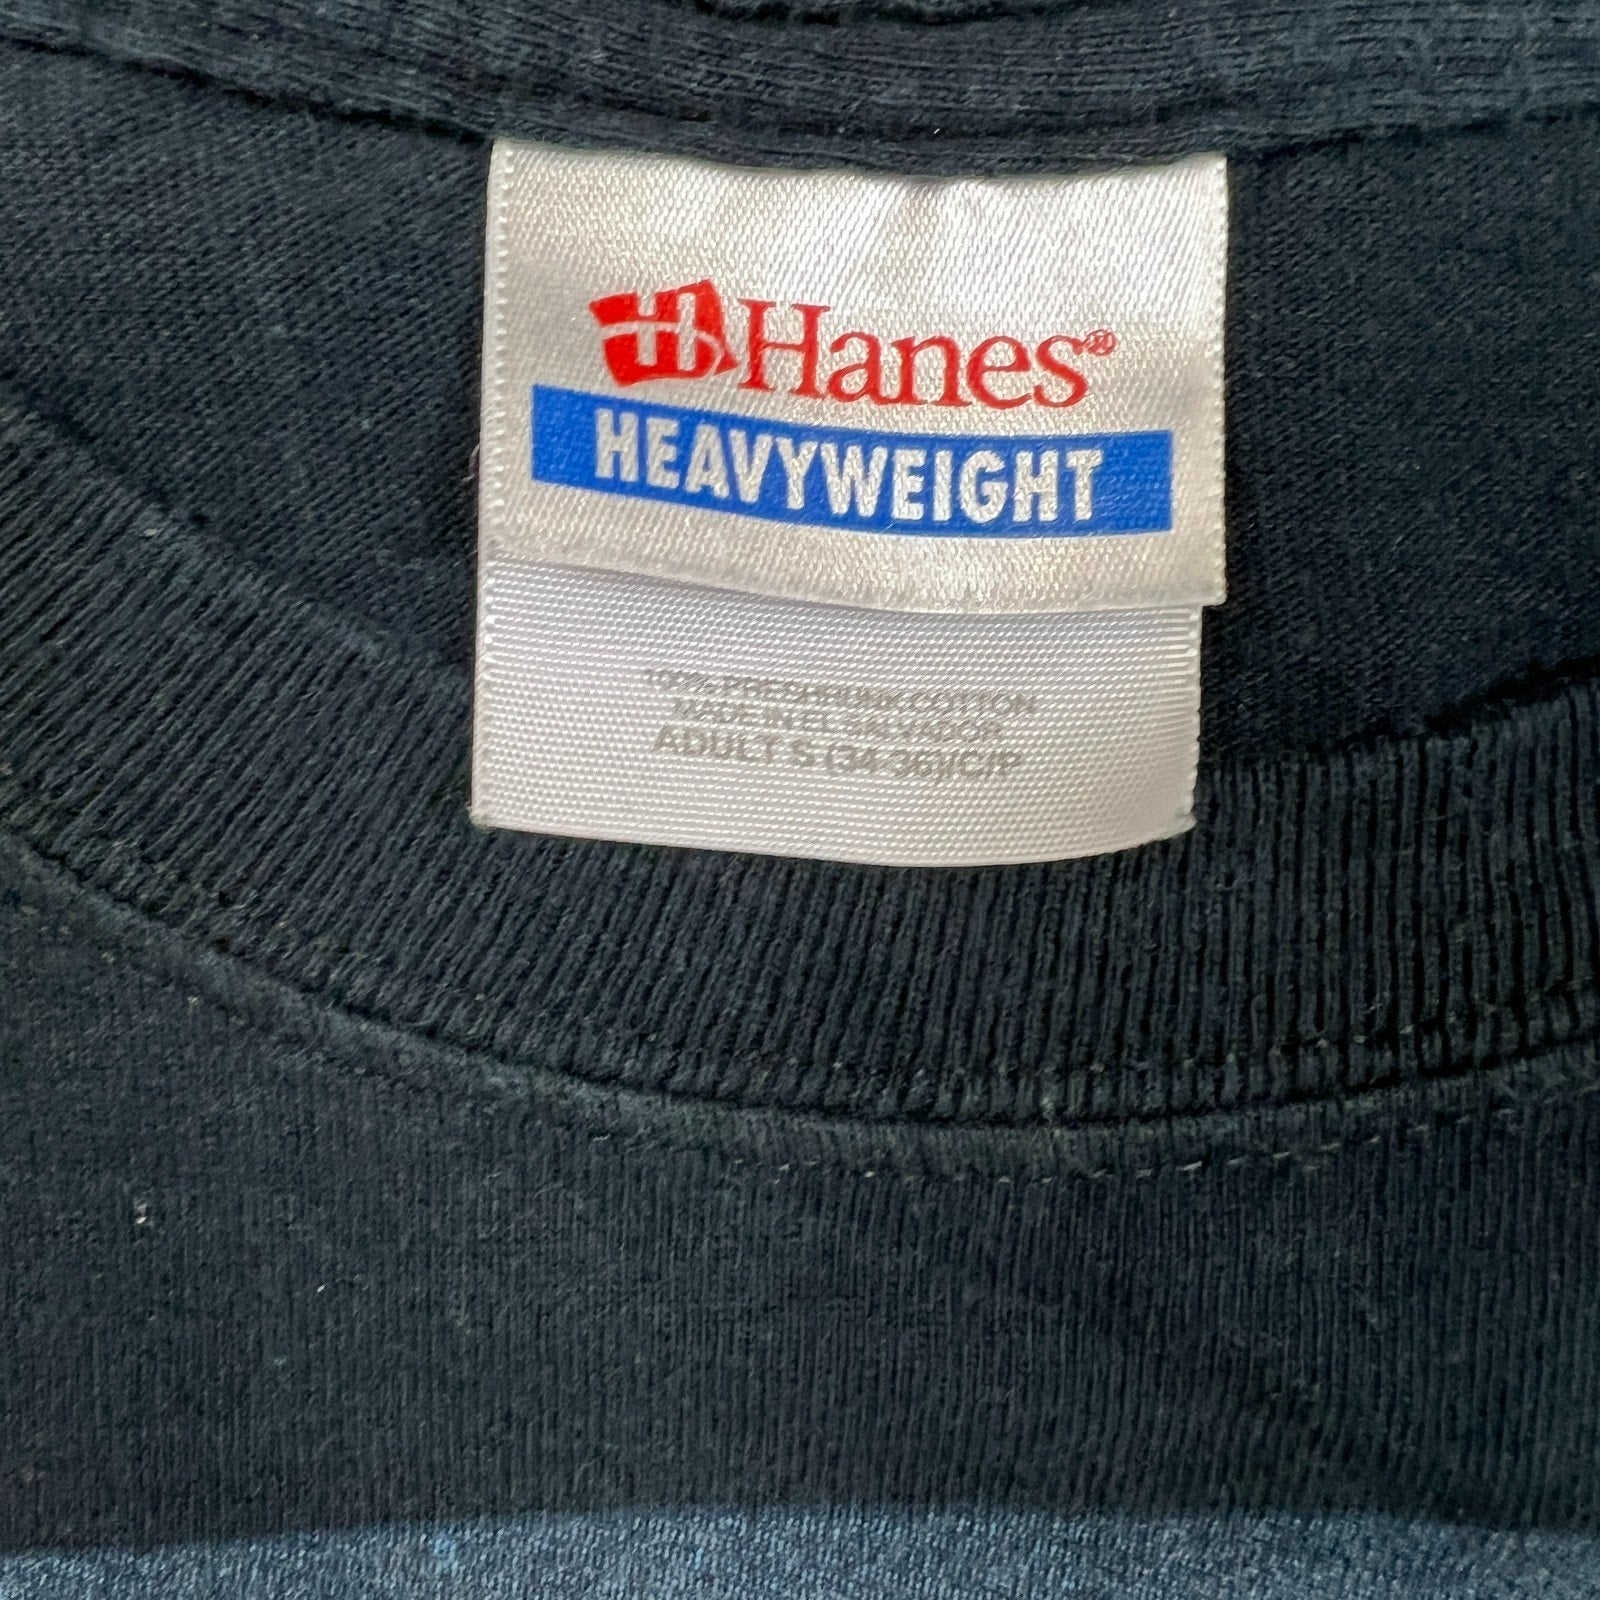 Hanes®
HEAVYWEIGHT
100% PRESHRUNK COTTON
MADE IN EL SALVADOR
ADULT S (34-36)/C/P